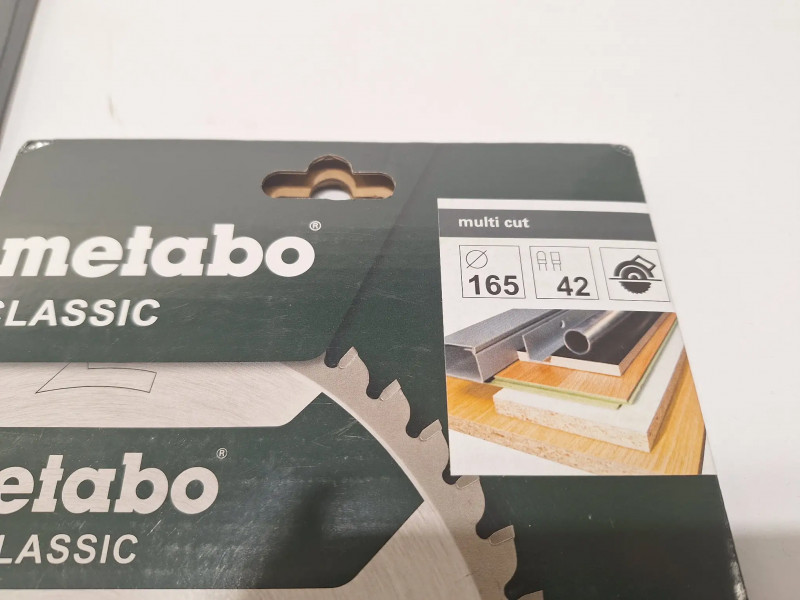 metabo®
CLASSIC
multi cut
165
42
etabo®
LASSIC